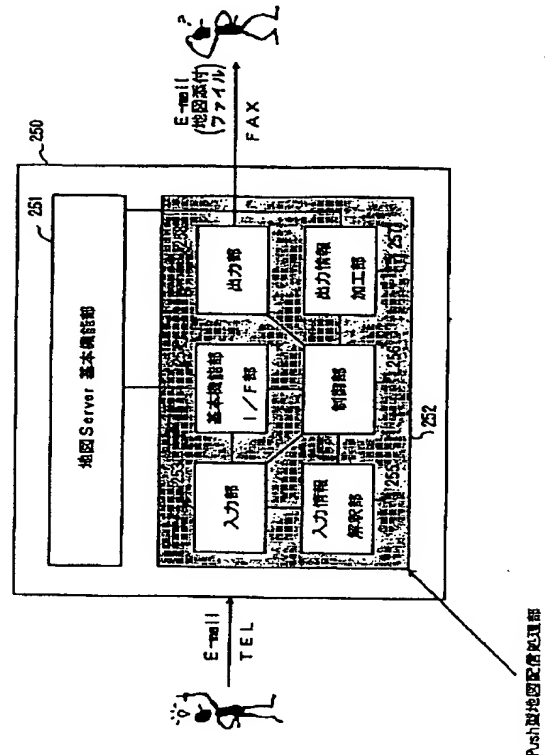 250
251
地図Server 基本機能部
E-mail
TEL
入力部
基本機能部
I/F部
出力部
入力情報
解釈部
制御部
出力情報
加工部
252
E-mail
(地図添付
ファイル)
FAX
Push型地図配信処理部